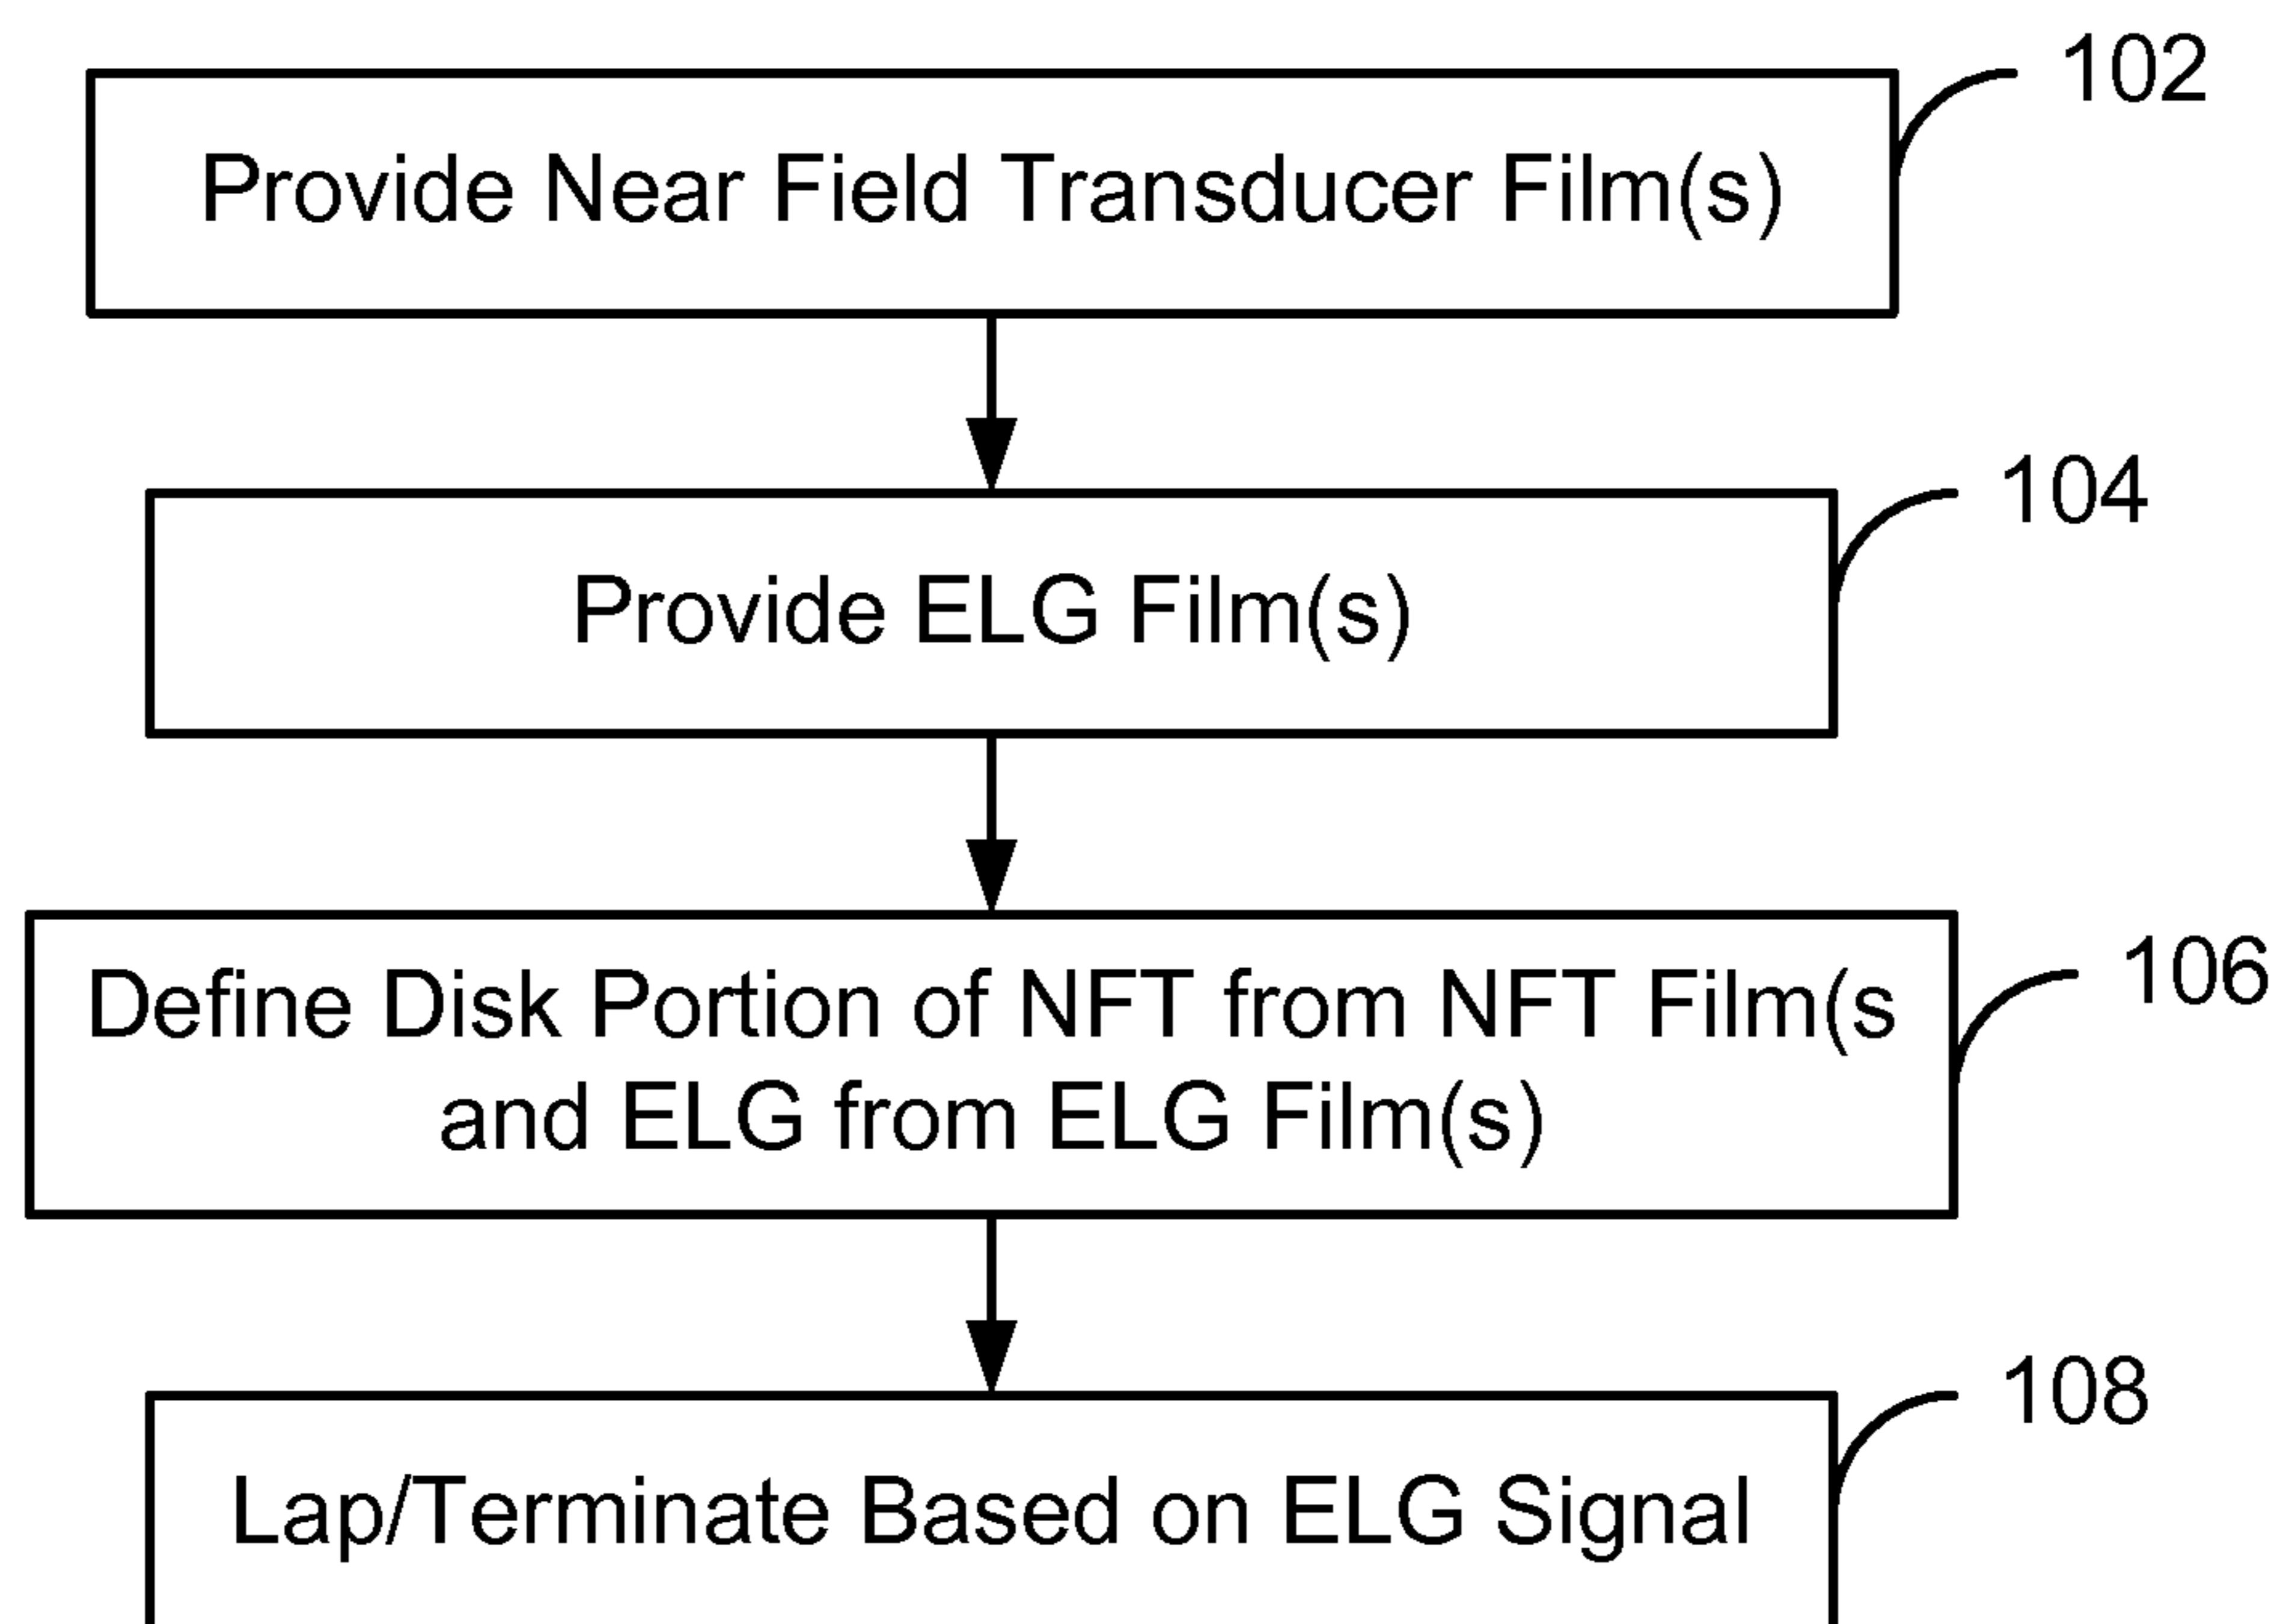 102
Provide Near Field Transducer Film(s)
104
Provide ELG Film(s)
106
Define Disk Portion of NFT from NFT Film(s
and ELG from ELG Film(s)
108
Lap/Terminate Based on ELG Signal